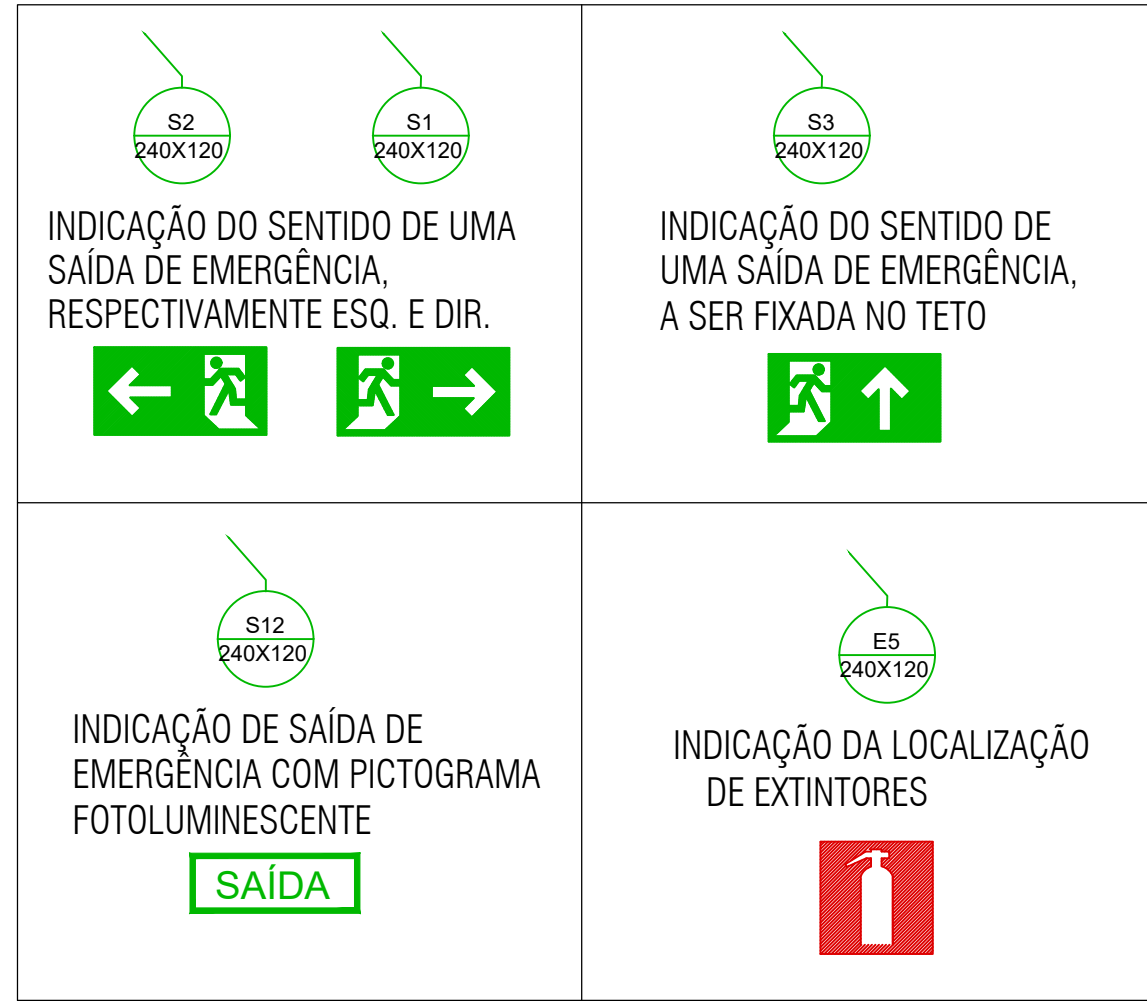 S2
240X120
S1
240X120
INDICAÇÃO DO SENTIDO DE UMA
SAÍDA DE EMERGÊNCIA,
RESPECTIVAMENTE ESQ. E DIR.
S3
240X120
INDICAÇÃO DO SENTIDO DE
UMA SAÍDA DE EMERGÊNCIA,
A SER FIXADA NO TETO
S12
240X120
INDICAÇÃO DE SAÍDA DE
EMERGÊNCIA COM PICTOGRAMA
FOTOLUMINESCENTE
SAÍDA
E5
240X120
INDICAÇÃO DA LOCALIZAÇÃO
DE EXTINTORES